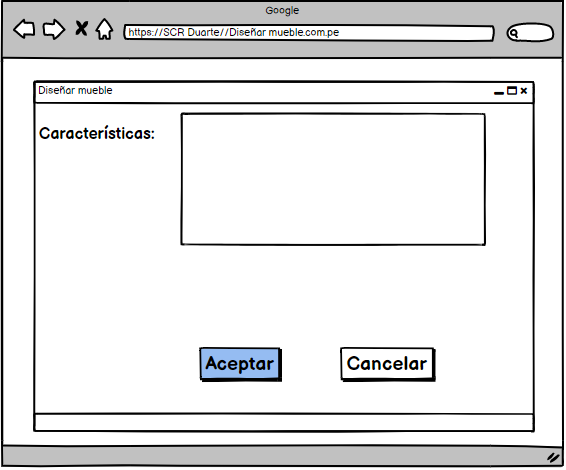 Google
https://SCR Duarte//Diseñar mueble.com.pe
Diseñar mueble
Características:
Aceptar
Cancelar